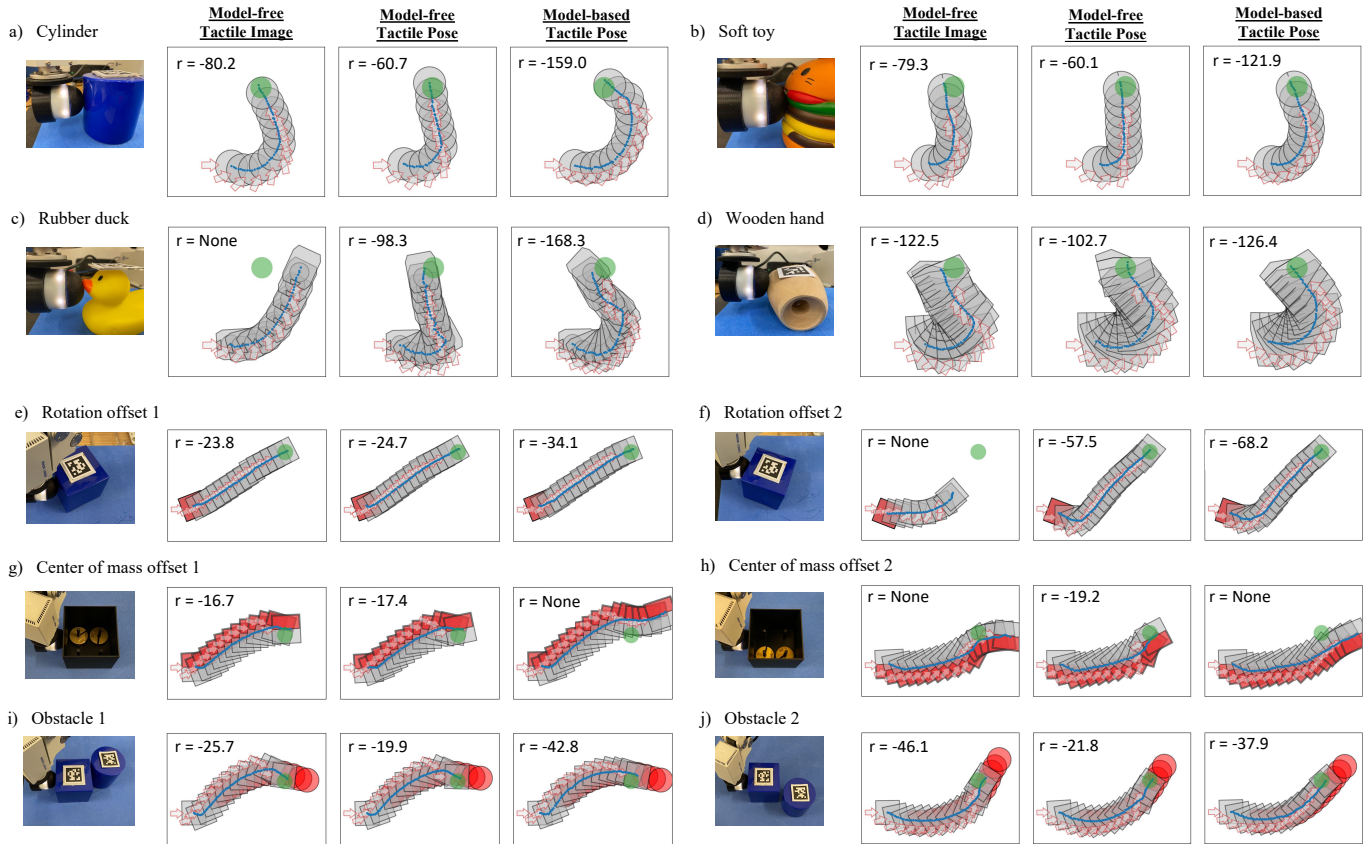 Model-free
Tactile Image
Model-free
Tactile Pose
Model-based
Tactile Pose
Model-free
Tactile Image
Model-free
Tactile Pose
Model-based
Tactile Pose
a) Cylinder
r = -80.2
r = -60.7
r = -159.0
b) Soft toy
r = -79.3
r = -60.1
r = -121.9
c) Rubber duck
r = None
r = -98.3
r = -168.3
d) Wooden hand
r = -122.5
r = -102.7
r = -126.4
e) Rotation offset 1
r = -23.8
r = -24.7
r = -34.1
f) Rotation offset 2
r = None
r = -57.5
r = -68.2
g) Center of mass offset 1
r = -16.7
r = -17.4
r = None
h) Center of mass offset 2
r = None
r = -19.2
r = None
i) Obstacle 1
r = -25.7
r = -19.9
r = -42.8
j) Obstacle 2
r = -46.1
r = -21.8
r = -37.9